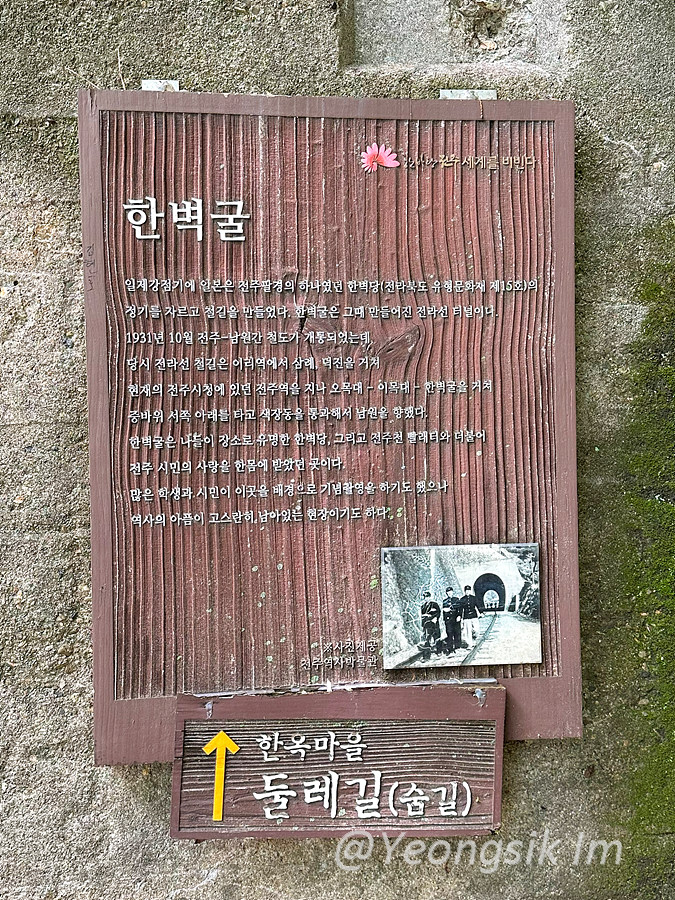 전주 세계를 비빈다
한벽굴
일제강점기에 일본은 전주팔경의 하나였던 한벽당(전라북도 유형문화재 제15호)의
정기를 자르고 철길을 만들었다. 한벽굴은 그때 만들어진 전라선 터널이다.
1931년 10월 전주-남원간 철도가 개통되었는데,
당시 전라선 철길은 이리역에서 삼례, 덕진을 거쳐
현재의 전주시청에 있던 전주역을 지나 오목대 - 이목대 - 한벽굴을 거쳐
중바위 서쪽 아래를 타고 색장동을 통과해서 남원을 향했다.
한벽굴은 나들이 장소로 유명한 한벽당, 그리고 전주천 빨래터와 더불어
전주 시민의 사랑을 한몸에 받았던 곳이다.
많은 학생과 시민이 이곳을 배경으로 기념촬영을 하기도 했으나
역사의 아픔이 고스란히 남아있는 현장이기도 하다.
※사진제공
전주역사박물관
한옥마을
둘레길(숨길)
@Yeongsik Im